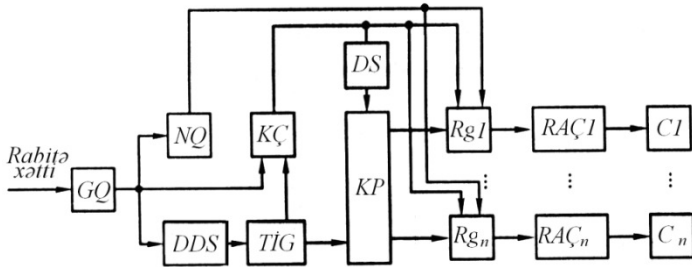 DS
NQ
KÇ
Rg1
RAÇ1
C1
Rabitə
xətti
GQ
KP
...
...
...
DDS
TİG
Rgn
RAÇn
Cn